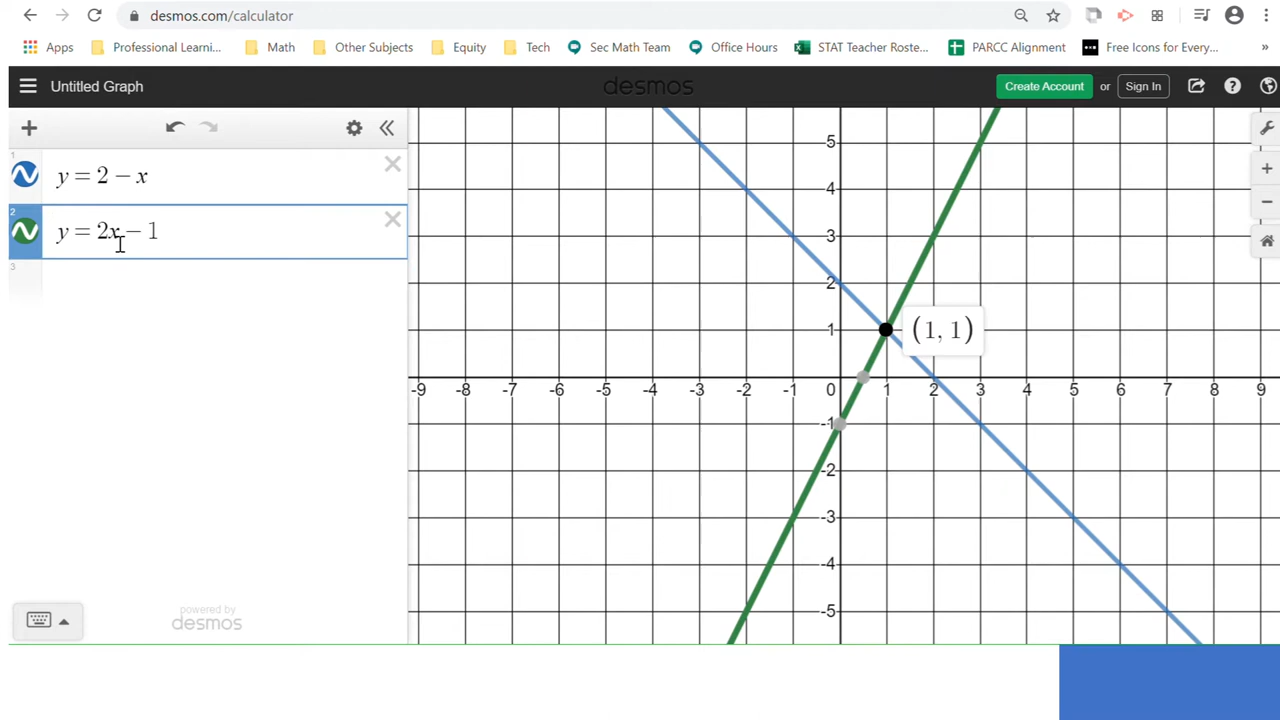 desmos.com/calculator
Apps Professional Learni... Math Other Subjects Equity Tech Sec Math Team Office Hours STAT Teacher Roste... PARCC Alignment Free Icons for Every... »
Untitled Graph desmos Create Account or Sign In
1
y = 2 − x
2
y = 2x − 1
3
5
4
3
2
1
(1, 1)
-9 -8 -7 -6 -5 -4 -3 -2 -1 0 1 2 3 4 5 6 7 8 9
-1
-2
-3
-4
-5
powered by
desmos